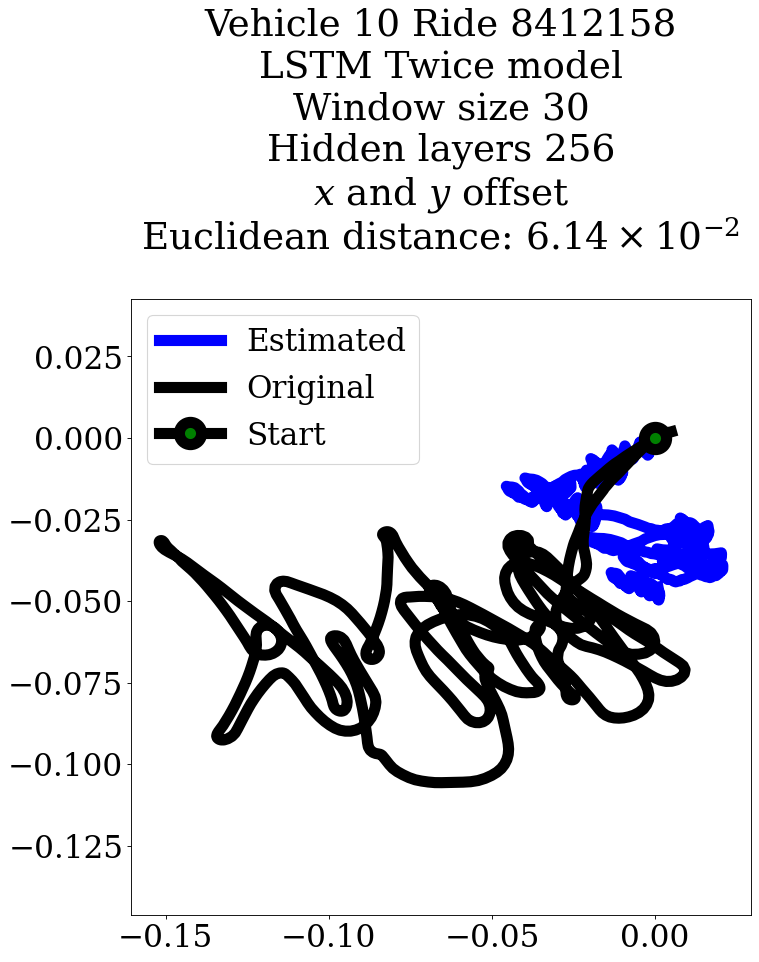 Vehicle 10 Ride 8412158
LSTM Twice model
Window size 30
Hidden layers 256
x and y offset
Euclidean distance: 6.14 × 10⁻²
Estimated
Original
Start
0.025
0.000
−0.025
−0.050
−0.075
−0.100
−0.125
−0.15 −0.10 −0.05 0.00